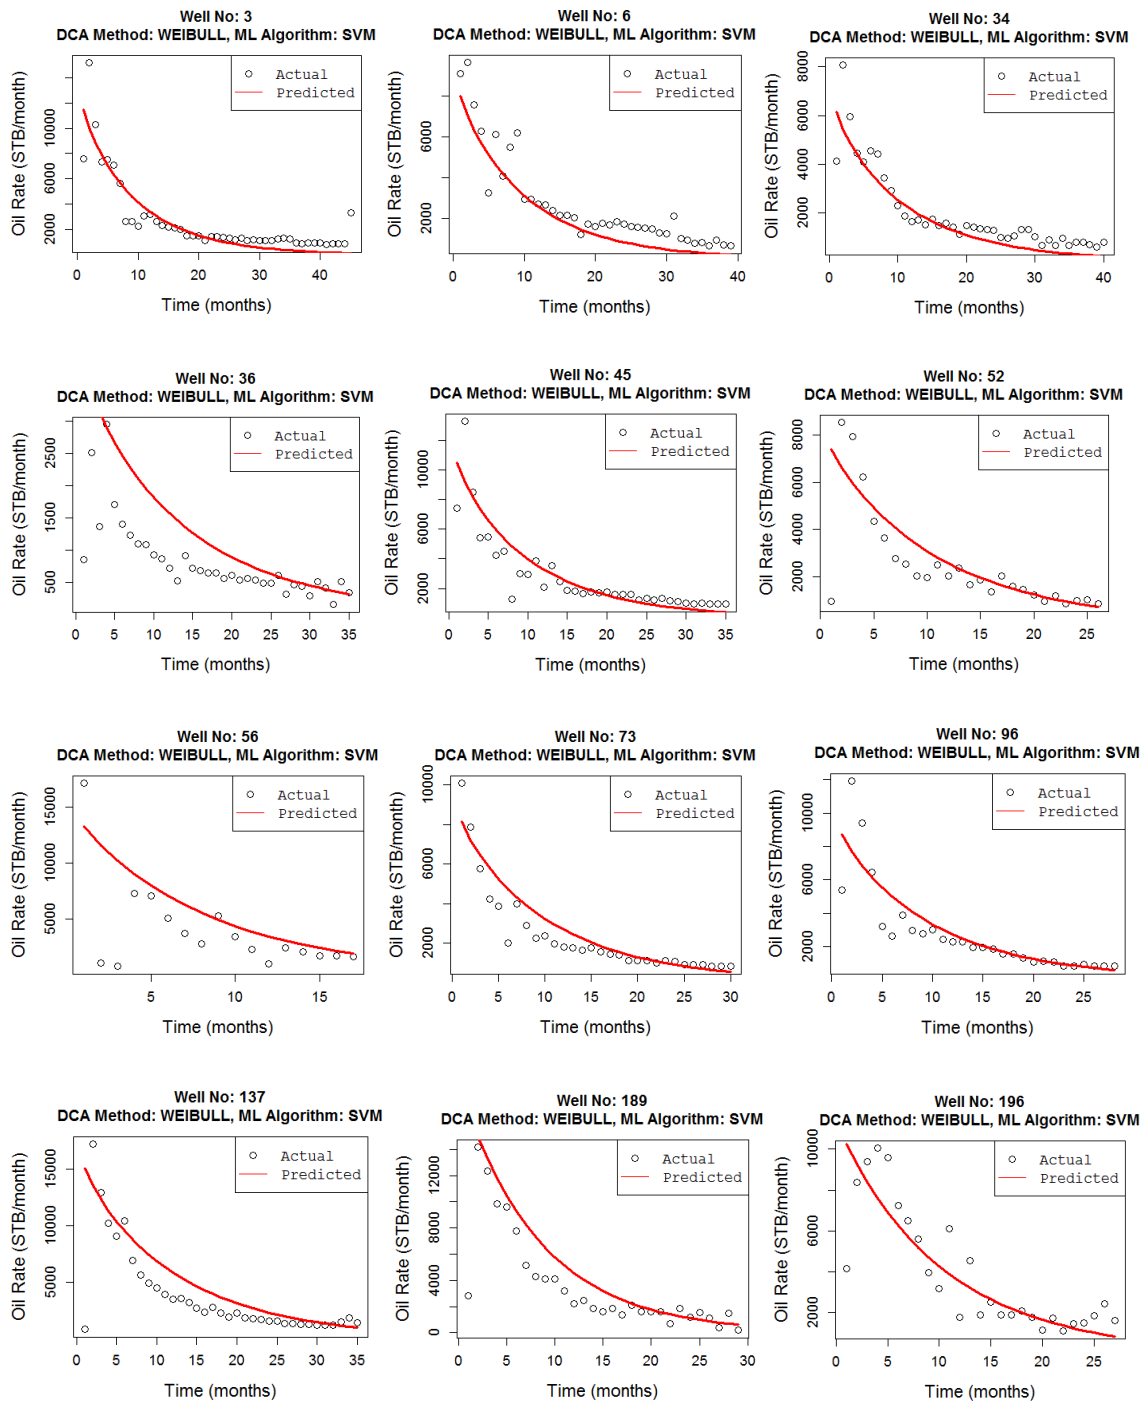 Well No: 3
DCA Method: WEIBULL, ML Algorithm: SVM
Actual
Predicted
Oil Rate (STB/month)
2000 6000 10000
0 10 20 30 40
Time (months)
Well No: 6
DCA Method: WEIBULL, ML Algorithm: SVM
Actual
Predicted
Oil Rate (STB/month)
2000 6000
0 10 20 30 40
Time (months)
Well No: 34
DCA Method: WEIBULL, ML Algorithm: SVM
Actual
Predicted
Oil Rate (STB/month)
2000 4000 6000 8000
0 10 20 30 40
Time (months)
Well No: 36
DCA Method: WEIBULL, ML Algorithm: SVM
Actual
Predicted
Oil Rate (STB/month)
500 1500 2500
0 5 10 15 20 25 30 35
Time (months)
Well No: 45
DCA Method: WEIBULL, ML Algorithm: SVM
Actual
Predicted
Oil Rate (STB/month)
2000 6000 10000
0 5 10 15 20 25 30 35
Time (months)
Well No: 52
DCA Method: WEIBULL, ML Algorithm: SVM
Actual
Predicted
Oil Rate (STB/month)
2000 4000 6000 8000
0 5 10 15 20 25
Time (months)
Well No: 56
DCA Method: WEIBULL, ML Algorithm: SVM
Actual
Predicted
Oil Rate (STB/month)
5000 10000 15000
5 10 15
Time (months)
Well No: 73
DCA Method: WEIBULL, ML Algorithm: SVM
Actual
Predicted
Oil Rate (STB/month)
2000 6000 10000
0 5 10 15 20 25 30
Time (months)
Well No: 96
DCA Method: WEIBULL, ML Algorithm: SVM
Actual
Predicted
Oil Rate (STB/month)
2000 6000 10000
0 5 10 15 20 25
Time (months)
Well No: 137
DCA Method: WEIBULL, ML Algorithm: SVM
Actual
Predicted
Oil Rate (STB/month)
5000 10000 15000
0 5 10 15 20 25 30 35
Time (months)
Well No: 189
DCA Method: WEIBULL, ML Algorithm: SVM
Actual
Predicted
Oil Rate (STB/month)
0 4000 8000 12000
0 5 10 15 20 25 30
Time (months)
Well No: 196
DCA Method: WEIBULL, ML Algorithm: SVM
Actual
Predicted
Oil Rate (STB/month)
2000 6000 10000
0 5 10 15 20 25
Time (months)